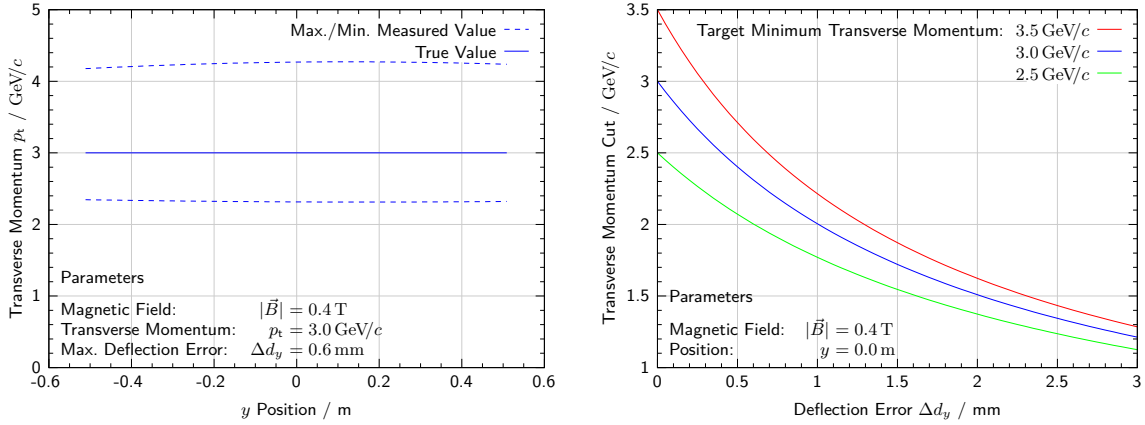 5
4
3
2
1
0
Transverse Momentum pₜ / GeV/c
Max./Min. Measured Value
True Value
Parameters
Magnetic Field: |B⃗| = 0.4 T
Transverse Momentum: pₜ = 3.0 GeV/c
Max. Deflection Error: Δd_y = 0.6 mm
-0.6 -0.4 -0.2 0 0.2 0.4 0.6
y Position / m
3.5
3
2.5
2
1.5
1
Transverse Momentum Cut / GeV/c
Target Minimum Transverse Momentum: 3.5 GeV/c
3.0 GeV/c
2.5 GeV/c
Parameters
Magnetic Field: |B⃗| = 0.4 T
Position: y = 0.0 m
0 0.5 1 1.5 2 2.5 3
Deflection Error Δd_y / mm